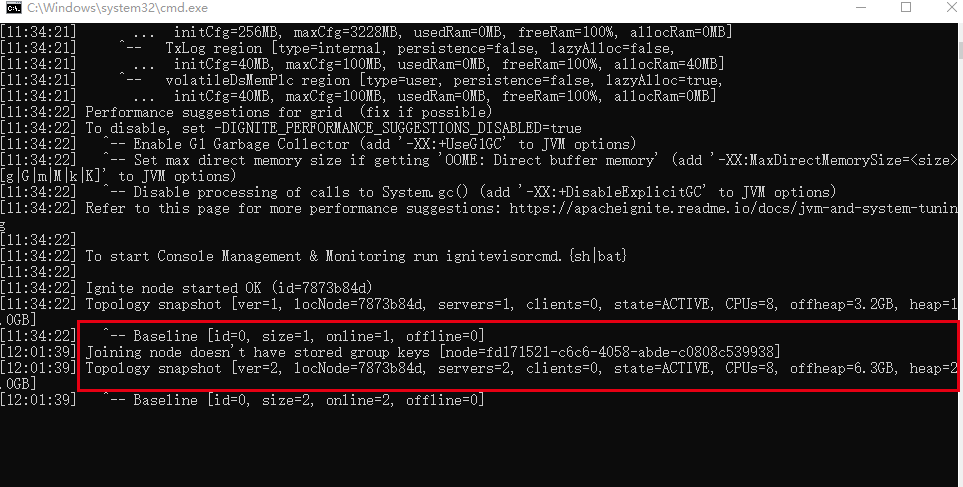 C:\Windows\system32\cmd.exe
[11:34:21]       ... initCfg=256MB, maxCfg=3228MB, usedRam=0MB, freeRam=100%, allocRam=0MB]
[11:34:21]     ^-- TxLog region [type=internal, persistence=false, lazyAlloc=false,
[11:34:21]       ... initCfg=40MB, maxCfg=100MB, usedRam=0MB, freeRam=100%, allocRam=40MB]
[11:34:21]     ^-- volatileDsMemPlc region [type=user, persistence=false, lazyAlloc=true,
[11:34:21]       ... initCfg=40MB, maxCfg=100MB, usedRam=0MB, freeRam=100%, allocRam=0MB]
[11:34:22] Performance suggestions for grid  (fix if possible)
[11:34:22] To disable, set -DIGNITE_PERFORMANCE_SUGGESTIONS_DISABLED=true
[11:34:22]   ^-- Enable G1 Garbage Collector (add '-XX:+UseG1GC' to JVM options)
[11:34:22]   ^-- Set max direct memory size if getting 'OOME: Direct buffer memory' (add '-XX:MaxDirectMemorySize=<size>
[g|G|m|M|k|K]' to JVM options)
[11:34:22]   ^-- Disable processing of calls to System.gc() (add '-XX:+DisableExplicitGC' to JVM options)
[11:34:22] Refer to this page for more performance suggestions: https://apacheignite.readme.io/docs/jvm-and-system-tunin
g
[11:34:22]
[11:34:22] To start Console Management & Monitoring run ignitevisorcmd.{sh|bat}
[11:34:22]
[11:34:22] Ignite node started OK (id=7873b84d)
[11:34:22] Topology snapshot [ver=1, locNode=7873b84d, servers=1, clients=0, state=ACTIVE, CPUs=8, offheap=3.2GB, heap=1
.0GB]
[11:34:22]   ^-- Baseline [id=0, size=1, online=1, offline=0]
[12:01:39] Joining node doesn't have stored group keys [node=fd171521-c6c6-4058-abde-c0808c539938]
[12:01:39] Topology snapshot [ver=2, locNode=7873b84d, servers=2, clients=0, state=ACTIVE, CPUs=8, offheap=6.3GB, heap=2
.0GB]
[12:01:39]   ^-- Baseline [id=0, size=2, online=2, offline=0]